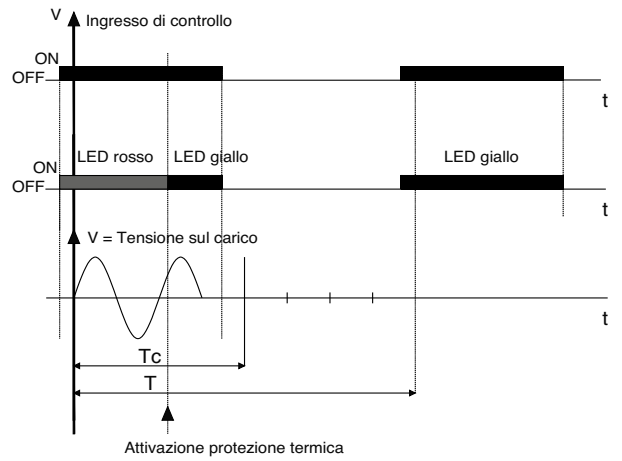 V
Ingresso di controllo
ON
OFF
t
LED rosso
LED giallo
LED giallo
ON
OFF
t
V = Tensione sul carico
t
Tc
T
Attivazione protezione termica